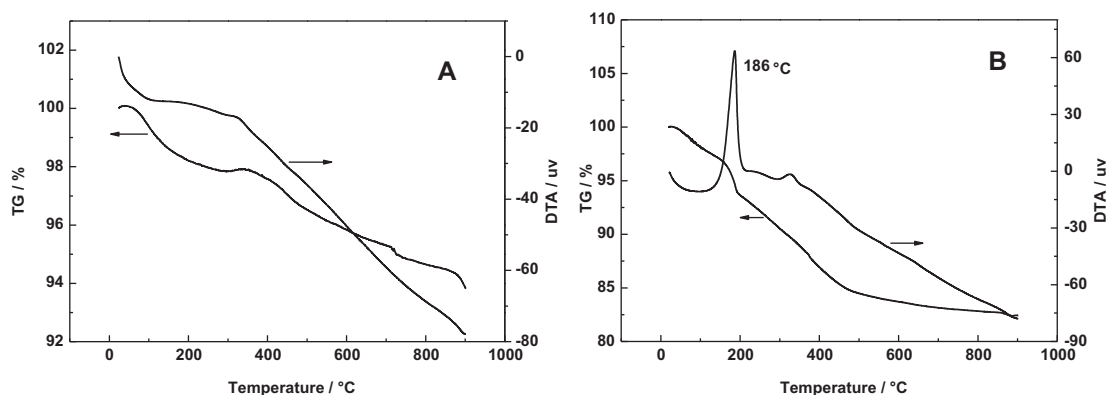 A
102
100
98
96
94
92
TG / %
0
-20
-40
-60
-80
DTA / uv
0 200 400 600 800 1000
Temperature / °C
B
186 °C
110
105
100
95
90
85
80
TG / %
60
30
0
-30
-60
-90
DTA / uv
0 200 400 600 800 1000
Temperature / °C